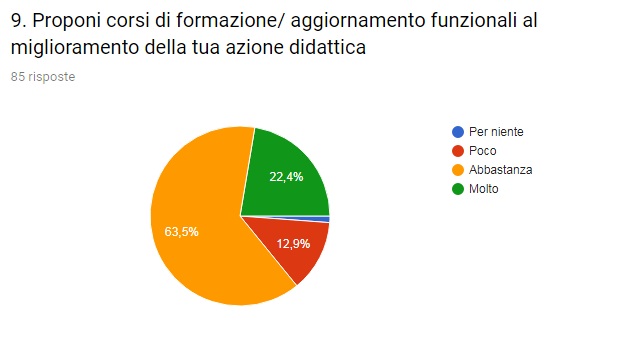 9. Proponi corsi di formazione/ aggiornamento funzionali al
miglioramento della tua azione didattica
85 risposte
Per niente
Poco
Abbastanza
Molto
22,4%
63,5%
12,9%